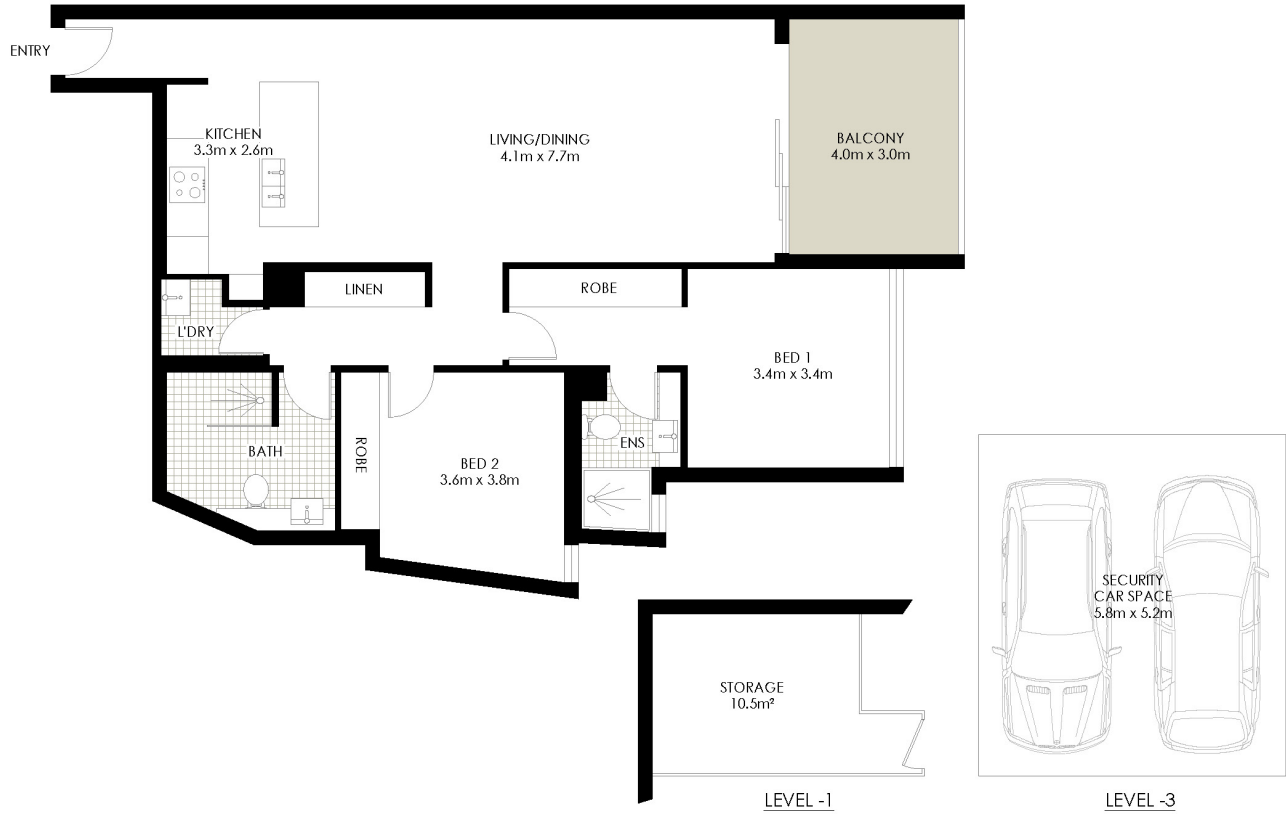 ENTRY
KITCHEN
3.3m x 2.6m
LIVING/DINING
4.1m x 7.7m
BALCONY
4.0m x 3.0m
LINEN
ROBE
L'DRY
BED 1
3.4m x 3.4m
BATH
ROBE
BED 2
3.6m x 3.8m
ENS
SECURITY
CAR SPACE
5.8m x 5.2m
STORAGE
10.5m²
LEVEL -1
LEVEL -3